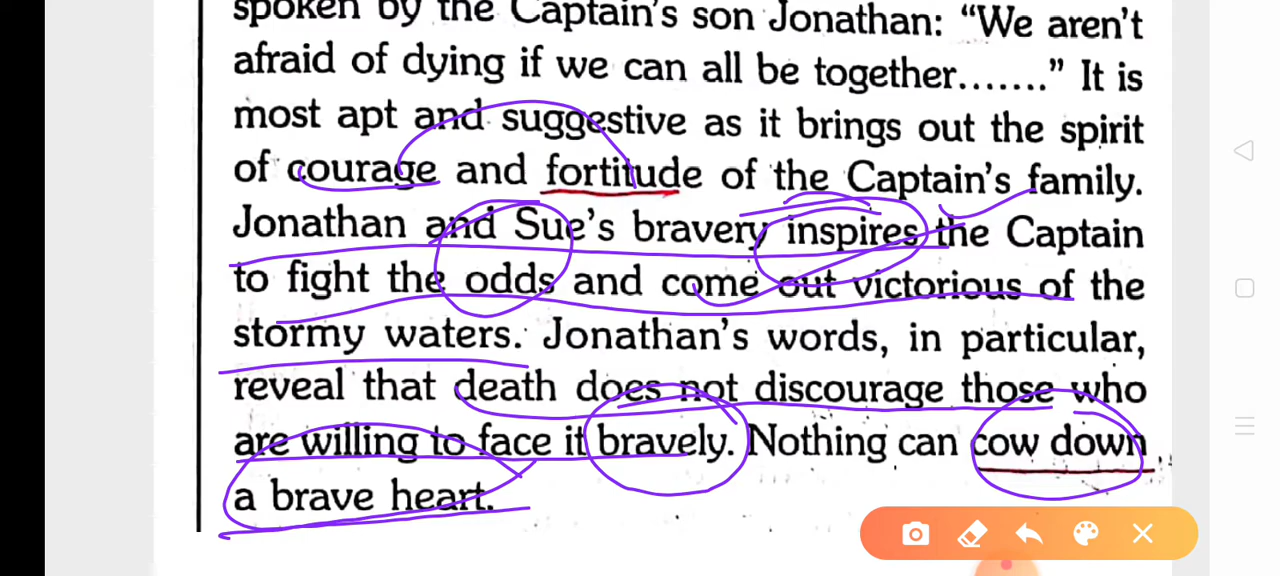 spoken by the Captain's son Jonathan: “We aren't
afraid of dying if we can all be together.......” It is
most apt and suggestive as it brings out the spirit
of courage and fortitude of the Captain's family.
Jonathan and Sue's bravery inspires the Captain
to fight the odds and come out victorious of the
stormy waters. Jonathan's words, in particular,
reveal that death does not discourage those who
are willing to face it bravely. Nothing can cow down
a brave heart.